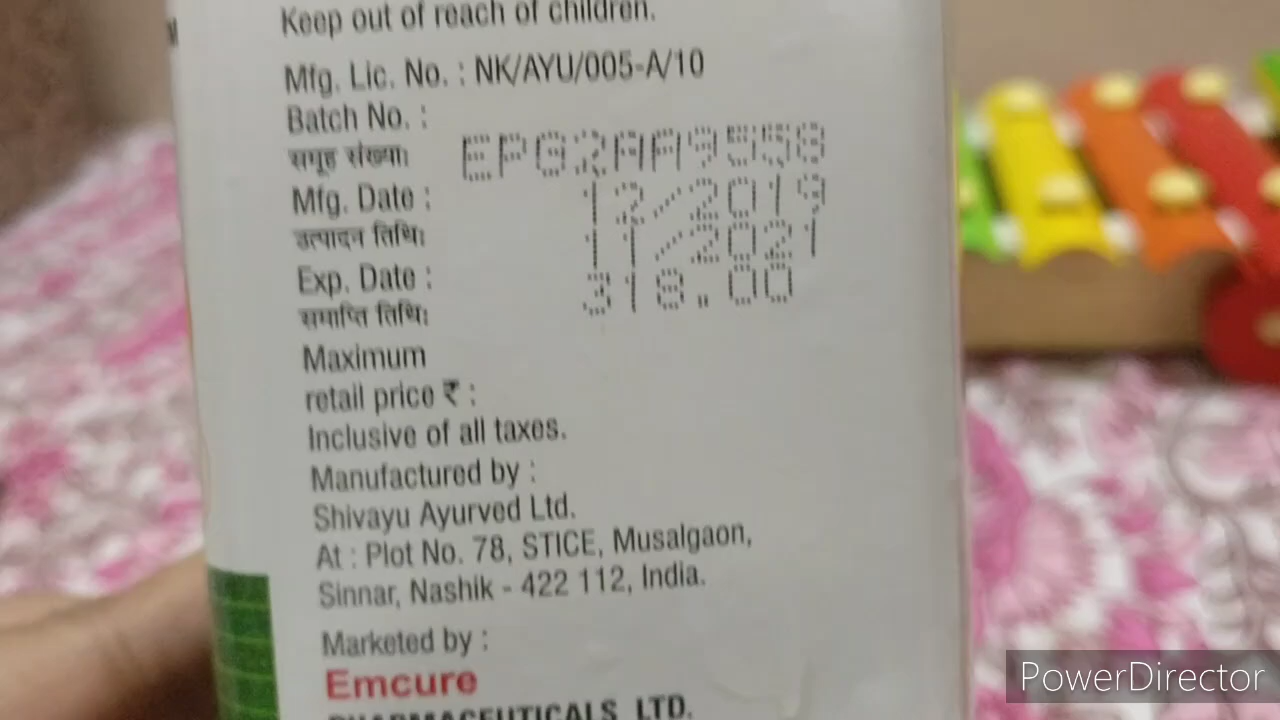 Keep out of reach of children.
Mfg. Lic. No. : NK/AYU/005-A/10
Batch No. :
समूह संख्याः EPG2AA9558
Mfg. Date : 12/2019
उत्पादन तिथिः 11/2021
Exp. Date : 318.00
समाप्ति तिथिः
Maximum
retail price ₹ :
Inclusive of all taxes.
Manufactured by :
Shivayu Ayurved Ltd.
At : Plot No. 78, STICE, Musalgaon,
Sinnar, Nashik - 422 112, India.
Marketed by :
Emcure
PHARMACEUTICALS LTD.
PowerDirector